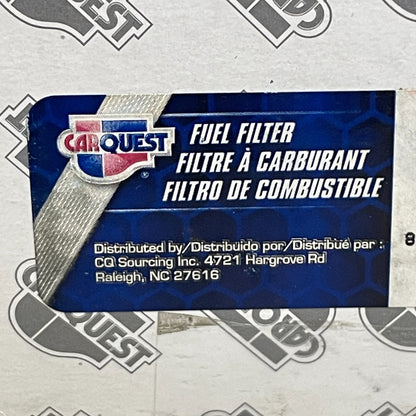 CARQUEST
FUEL FILTER
FILTRE À CARBURANT
FILTRO DE COMBUSTIBLE
Distributed by/Distribuido por/Distribué par :
CQ Sourcing Inc. 4721 Hargrove Rd
Raleigh, NC 27616